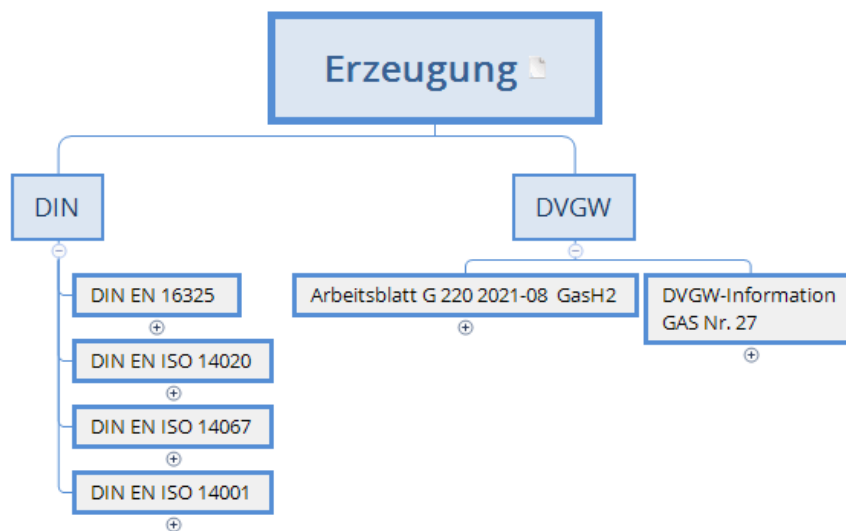 Erzeugung
DIN
DVGW
DIN EN 16325
DIN EN ISO 14020
DIN EN ISO 14067
DIN EN ISO 14001
Arbeitsblatt G 220 2021-08 GasH2
DVGW-Information
GAS Nr. 27